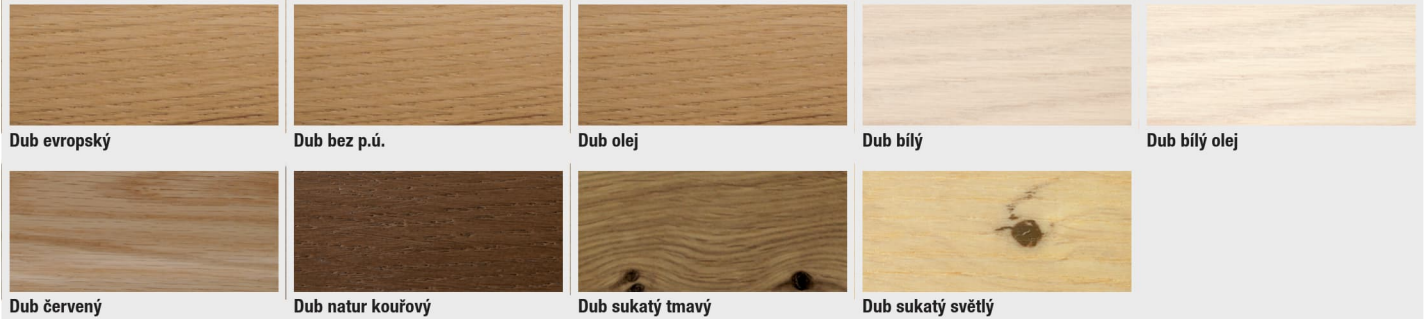 Dub evropský
Dub bez p.ú.
Dub olej
Dub bílý
Dub bílý olej
Dub červený
Dub natur kouřový
Dub sukatý tmavý
Dub sukatý světlý